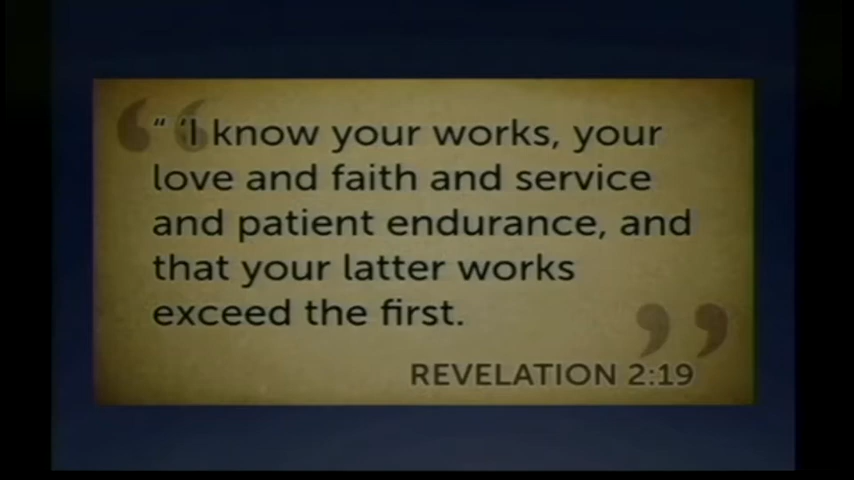 “ ‘I know your works, your
love and faith and service
and patient endurance, and
that your latter works
exceed the first.
REVELATION 2:19